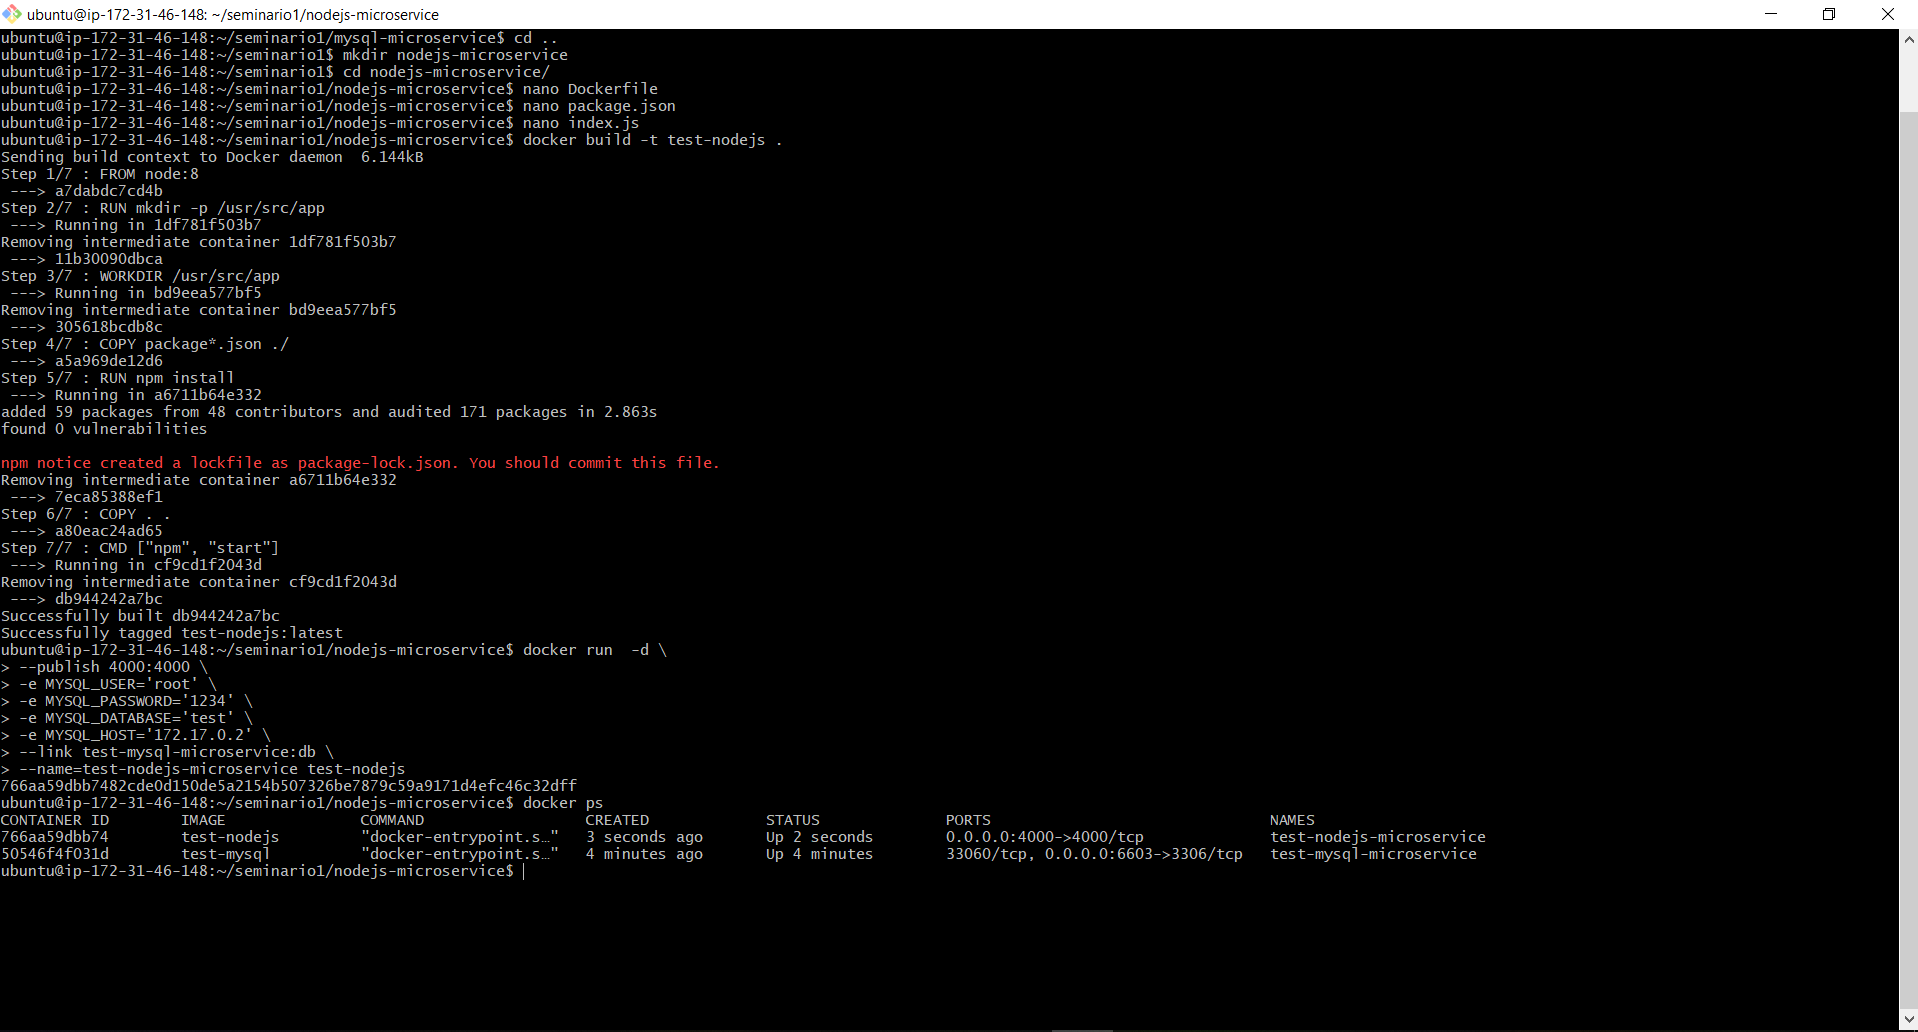 ubuntu@ip-172-31-46-148: ~/seminario1/nodejs-microservice
ubuntu@ip-172-31-46-148:~/seminario1/mysql-microservice$ cd ..
ubuntu@ip-172-31-46-148:~/seminario1$ mkdir nodejs-microservice
ubuntu@ip-172-31-46-148:~/seminario1$ cd nodejs-microservice/
ubuntu@ip-172-31-46-148:~/seminario1/nodejs-microservice$ nano Dockerfile
ubuntu@ip-172-31-46-148:~/seminario1/nodejs-microservice$ nano package.json
ubuntu@ip-172-31-46-148:~/seminario1/nodejs-microservice$ nano index.js
ubuntu@ip-172-31-46-148:~/seminario1/nodejs-microservice$ docker build -t test-nodejs .
Sending build context to Docker daemon  6.144kB
Step 1/7 : FROM node:8
 ---> a7dabdc7cd4b
Step 2/7 : RUN mkdir -p /usr/src/app
 ---> Running in 1df781f503b7
Removing intermediate container 1df781f503b7
 ---> 11b30090dbca
Step 3/7 : WORKDIR /usr/src/app
 ---> Running in bd9eea577bf5
Removing intermediate container bd9eea577bf5
 ---> 305618bcdb8c
Step 4/7 : COPY package*.json ./
 ---> a5a969de12d6
Step 5/7 : RUN npm install
 ---> Running in a6711b64e332
added 59 packages from 48 contributors and audited 171 packages in 2.863s
found 0 vulnerabilities
npm notice created a lockfile as package-lock.json. You should commit this file.
Removing intermediate container a6711b64e332
 ---> 7eca85388ef1
Step 6/7 : COPY . .
 ---> a80eac24ad65
Step 7/7 : CMD ["npm", "start"]
 ---> Running in cf9cd1f2043d
Removing intermediate container cf9cd1f2043d
 ---> db944242a7bc
Successfully built db944242a7bc
Successfully tagged test-nodejs:latest
ubuntu@ip-172-31-46-148:~/seminario1/nodejs-microservice$ docker run  -d \
> --publish 4000:4000 \
> -e MYSQL_USER='root' \
> -e MYSQL_PASSWORD='1234' \
> -e MYSQL_DATABASE='test' \
> -e MYSQL_HOST='172.17.0.2' \
> --link test-mysql-microservice:db \
> --name=test-nodejs-microservice test-nodejs
766aa59dbb7482cde0d150de5a2154b507326be7879c59a9171d4efc46c32dff
ubuntu@ip-172-31-46-148:~/seminario1/nodejs-microservice$ docker ps
CONTAINER ID        IMAGE               COMMAND                  CREATED             STATUS              PORTS                               NAMES
766aa59dbb74        test-nodejs         "docker-entrypoint.s…"   3 seconds ago       Up 2 seconds        0.0.0.0:4000->4000/tcp              test-nodejs-microservice
50546f4f031d        test-mysql          "docker-entrypoint.s…"   4 minutes ago       Up 4 minutes        33060/tcp, 0.0.0.0:6603->3306/tcp   test-mysql-microservice
ubuntu@ip-172-31-46-148:~/seminario1/nodejs-microservice$